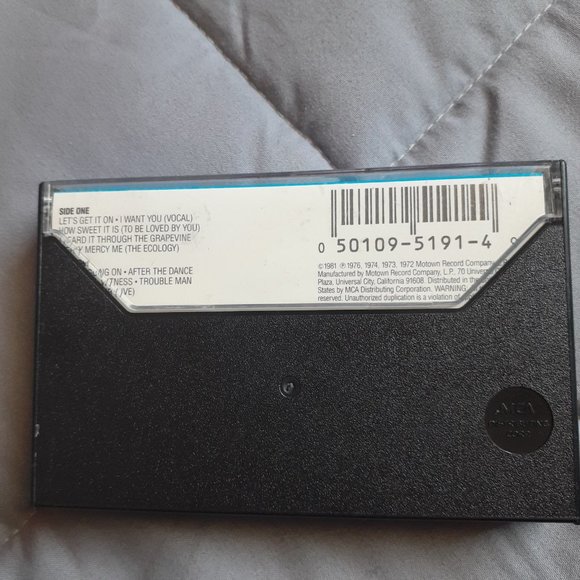 SIDE ONE
LET'S GET IT ON • I WANT YOU (VOCAL)
HOW SWEET IT IS (TO BE LOVED BY YOU)
HEARD IT THROUGH THE GRAPEVINE
MERCY ME (THE ECOLOGY)
ON • AFTER THE DANCE
• TROUBLE MAN
0 50109-5191-4
©1981 ℗1976, 1974, 1973, 1972 Motown Record Company
Manufactured by Motown Record Company, L.P. 70 Universal
Plaza, Universal City, California 91608 Distributed in the
States by MCA Distributing Corporation. WARNING:
reserved. Unauthorized duplication is a violation of
MCA